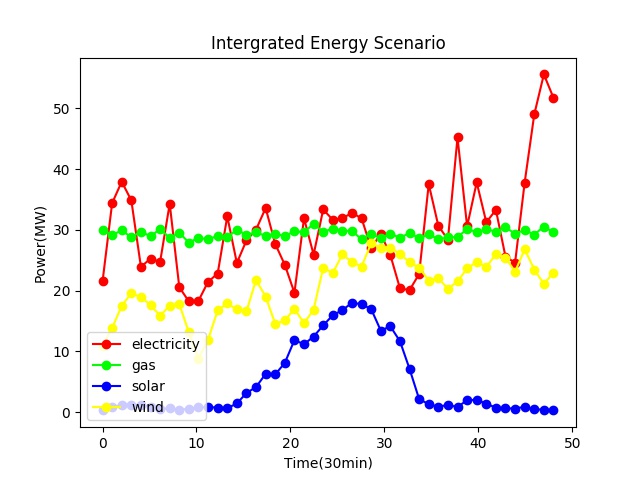 Intergrated Energy Scenario
Power(MW)
50
40
30
20
10
0
electricity
gas
solar
wind
0 10 20 30 40 50
Time(30min)